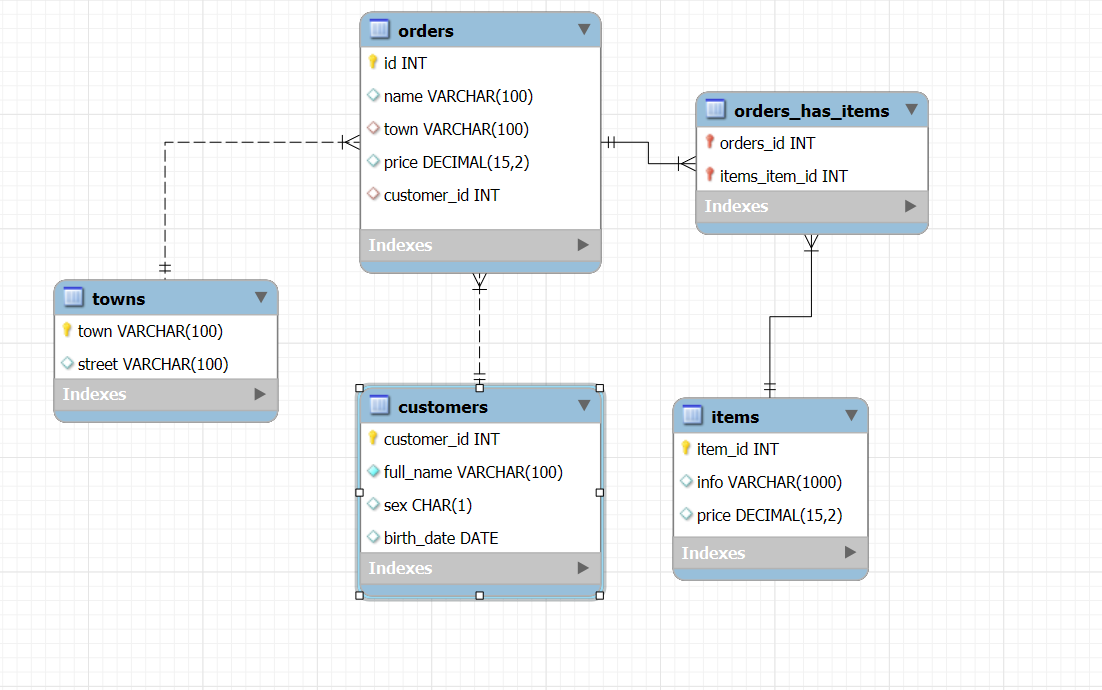 orders
id INT
name VARCHAR(100)
town VARCHAR(100)
price DECIMAL(15,2)
customer_id INT
Indexes
orders_has_items
orders_id INT
items_item_id INT
Indexes
towns
town VARCHAR(100)
street VARCHAR(100)
Indexes
customers
customer_id INT
full_name VARCHAR(100)
sex CHAR(1)
birth_date DATE
Indexes
items
item_id INT
info VARCHAR(1000)
price DECIMAL(15,2)
Indexes